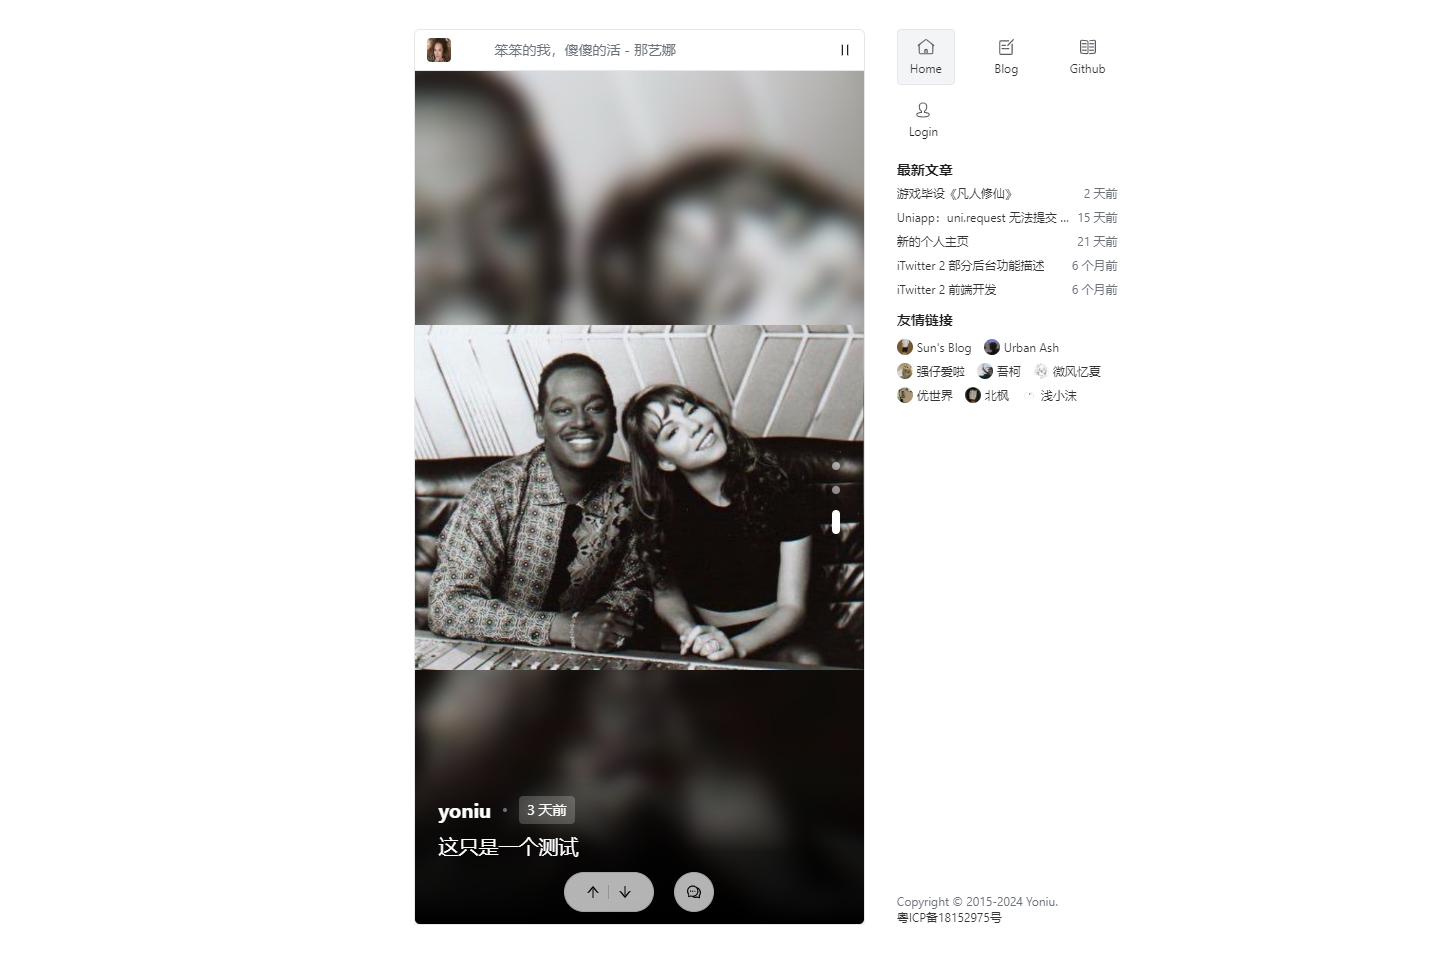 笨笨的我，傻傻的活 - 那艺娜
Home
Blog
Github
Login
最新文章
游戏毕设《凡人修仙》 2 天前
Uniapp：uni.request 无法提交 ... 15 天前
新的个人主页 21 天前
iTwitter 2 部分后台功能描述 6 个月前
iTwitter 2 前端开发 6 个月前
友情链接
Sun's Blog Urban Ash
强仔爱啦 吾柯 微风忆夏
优世界 北枫 浅小沫
yoniu • 3 天前
这只是一个测试
Copyright © 2015-2024 Yoniu.
粤ICP备18152975号